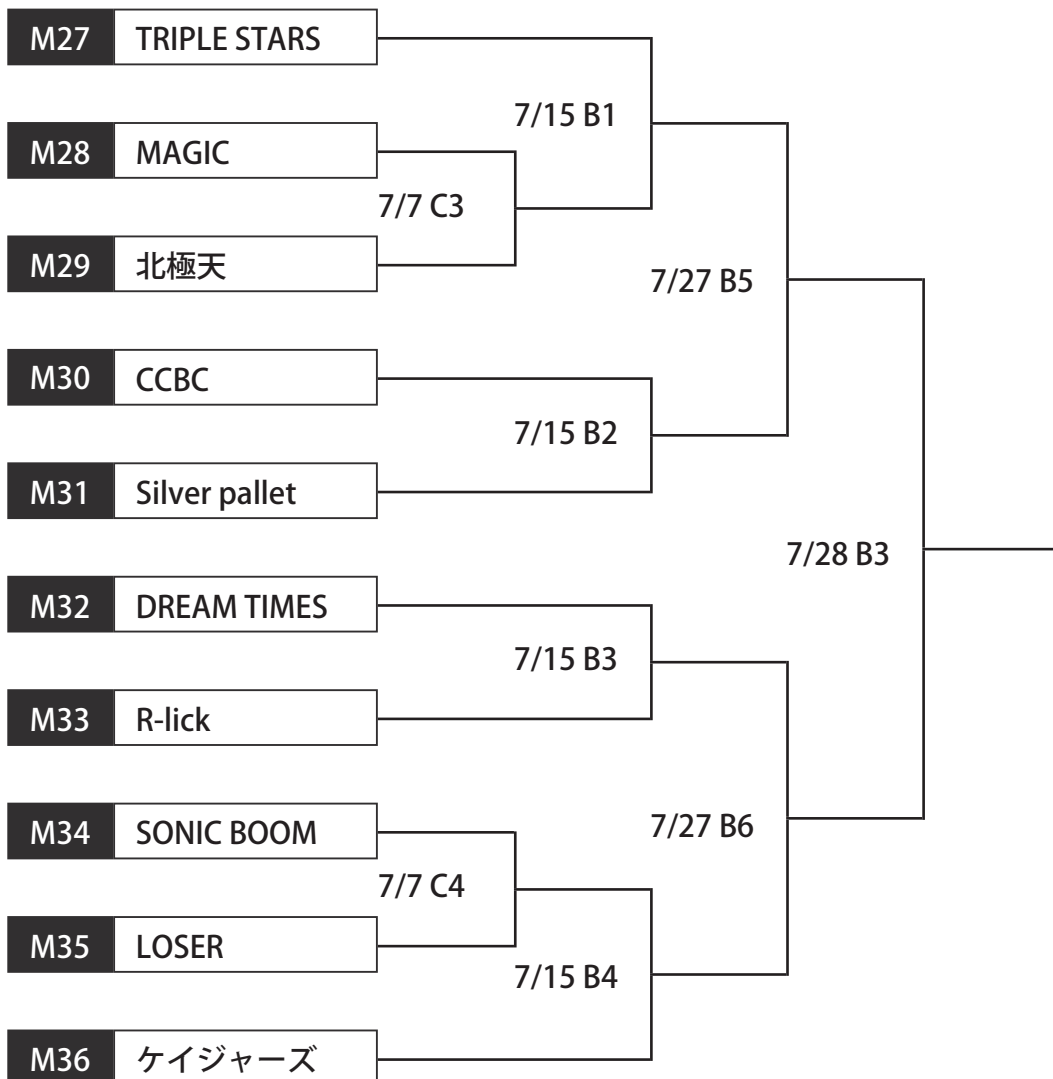 M27 TRIPLE STARS
7/15 B1
M28 MAGIC
7/7 C3
M29 北極天
7/27 B5
M30 CCBC
7/15 B2
M31 Silver pallet
7/28 B3
M32 DREAM TIMES
7/15 B3
M33 R-lick
7/27 B6
M34 SONIC BOOM
7/7 C4
M35 LOSER
7/15 B4
M36 ケイジャーズ